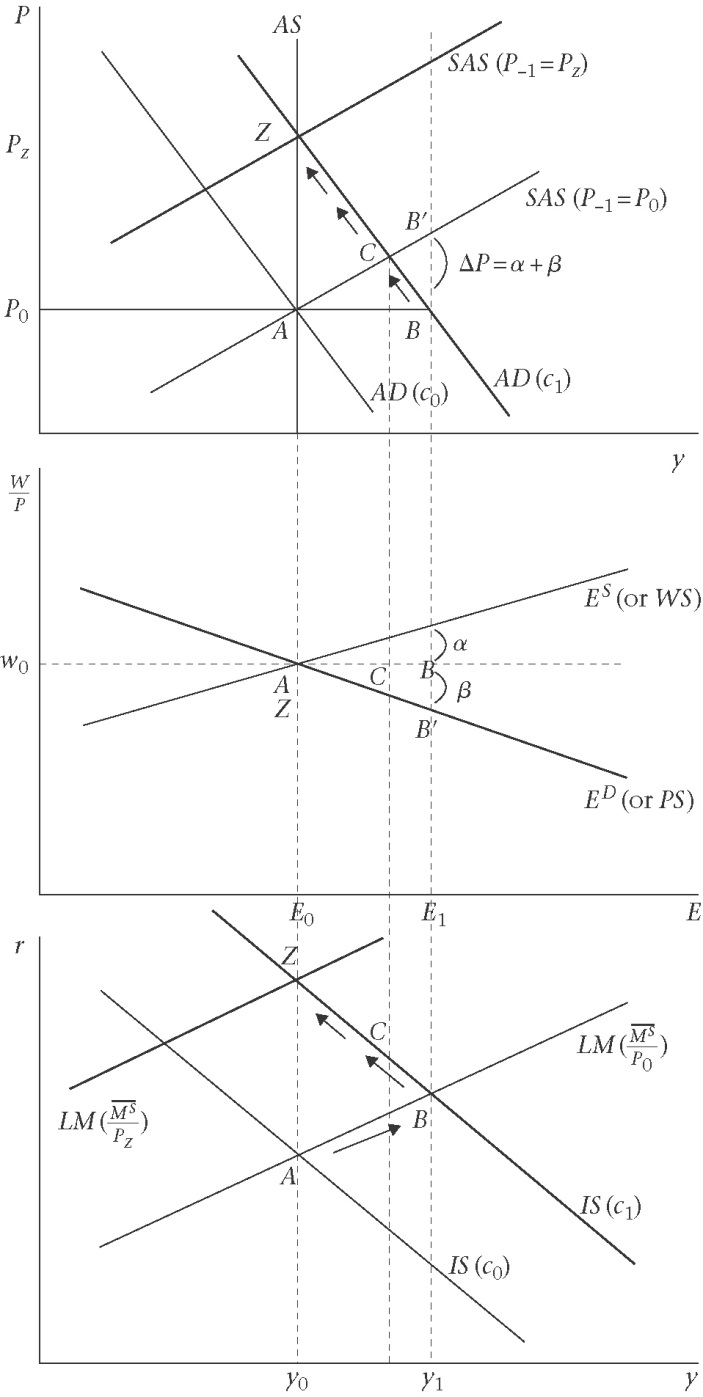 P
AS
SAS (P₋₁ = P_Z)
Z
P_Z
SAS (P₋₁ = P₀)
B′
C
ΔP = α + β
P₀
A
B
AD (c₀)
AD (c₁)
y
W/P
E^S (or WS)
α
w₀
A
C
B
β
Z
B′
E^D (or PS)
E₀
E₁
E
r
Z
C
LM (M̅^S̅/P₀)
LM (M̅^S̅/P_Z)
B
A
IS (c₁)
IS (c₀)
y₀
y₁
y